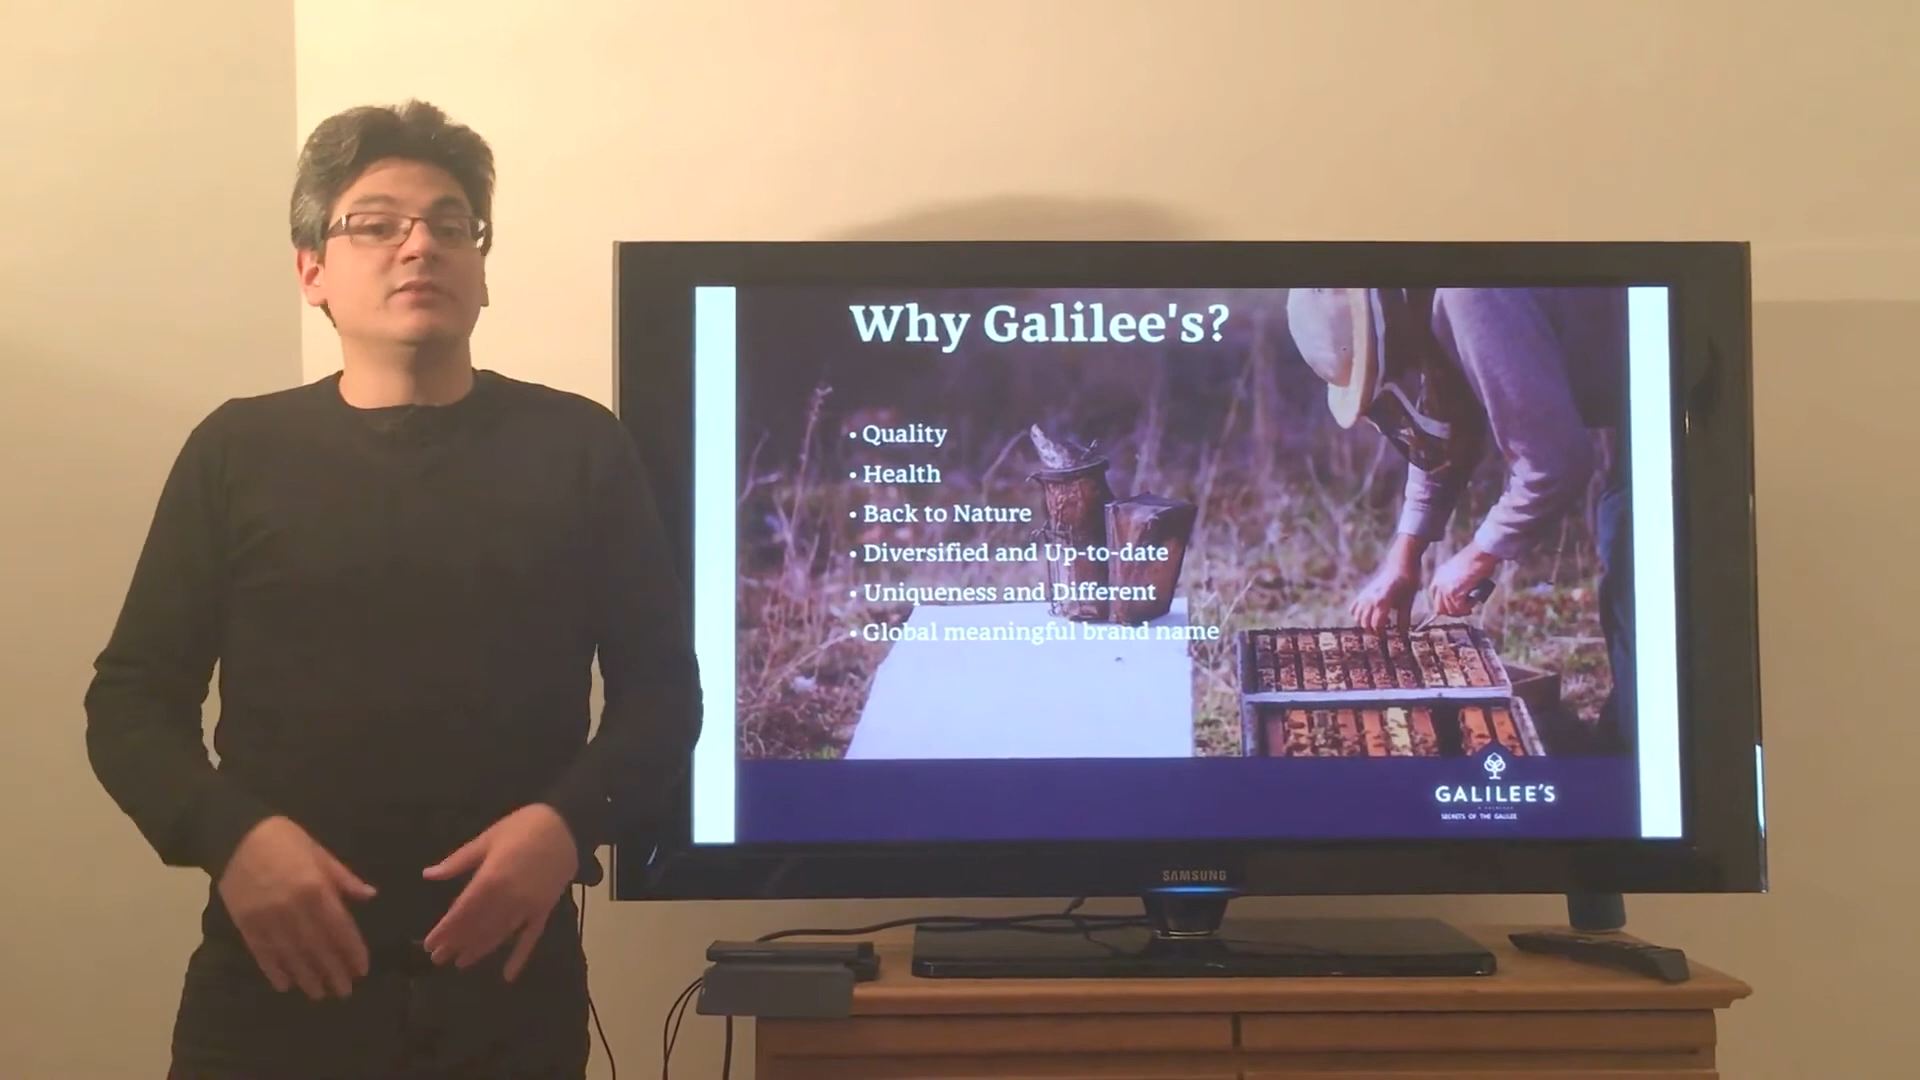 Why Galilee's?
• Quality
• Health
• Back to Nature
• Diversified and Up-to-date
• Uniqueness and Different
• Global meaningful brand name
GALILEE'S
SECRETS OF THE GALILEE
SAMSUNG